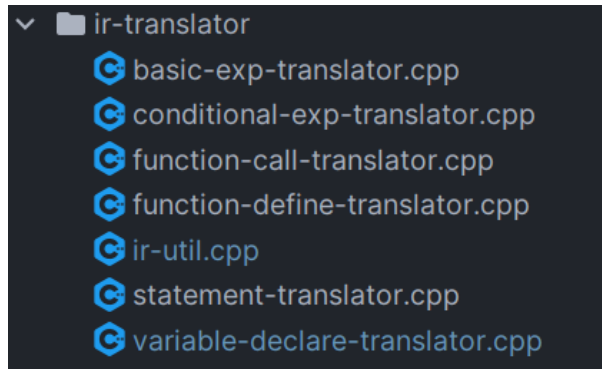 ir-translator
basic-exp-translator.cpp
conditional-exp-translator.cpp
function-call-translator.cpp
function-define-translator.cpp
ir-util.cpp
statement-translator.cpp
variable-declare-translator.cpp